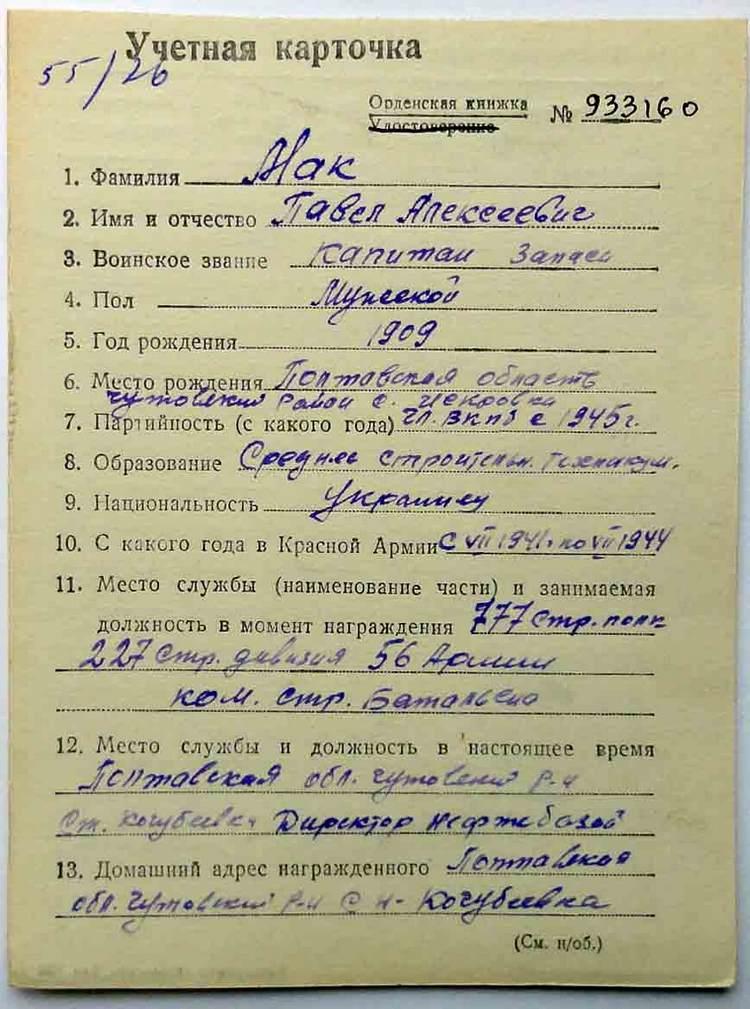 Учетная карточка
55/26
Орденская книжка
Удостоверение
№ 933160
1. Фамилия Мак
2. Имя и отчество Павел Алексеевич
3. Воинское звание Капитан Запаса
4. Пол Мужской
5. Год рождения 1909
6. Место рождения Полтавская область
Чутовский район с. Искровка
7. Партийность (с какого года) чл. ВКПб с 1945г.
8. Образование Среднее строительн. Техникум.
9. Национальность Украинец
10. С какого года в Красной Армии с VII 1941. по VII 1944
11. Место службы (наименование части) и занимаемая
должность в момент награждения 777 Стр. полк
227 Стр. дивизия 56 Армии
ком. стр. Батальона
12. Место службы и должность в настоящее время
Полтавская обл. Чутовский р-н
Ст. Кочубеевка Директор Нефтебазой
13. Домашний адрес награжденного Полтавская
обл. Чутовский р-н С Кочубеевка
(См. н/об.)